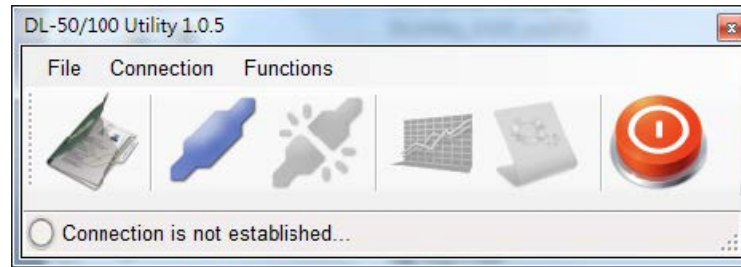 DL-50/100 Utility 1.0.5
File Connection Functions
Connection is not established...